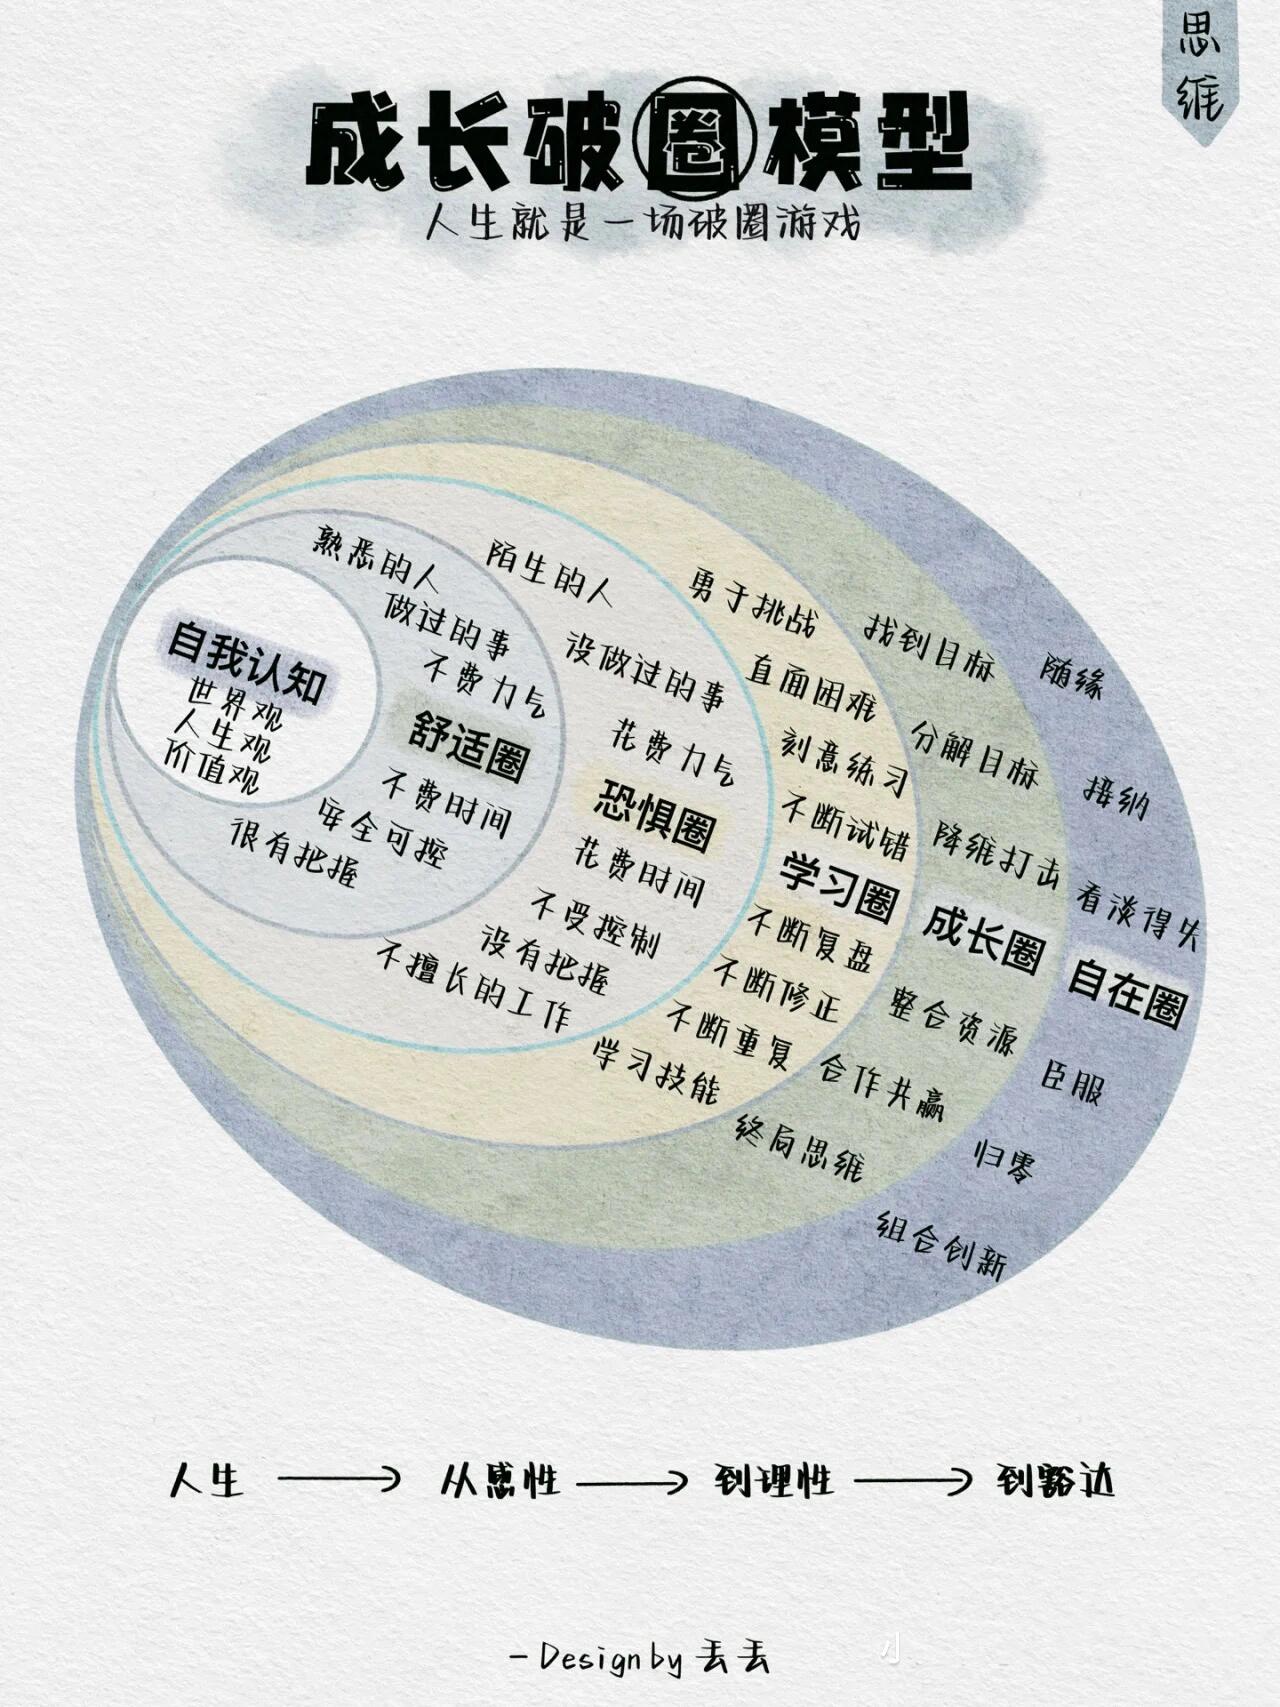 思维
成长破圈模型
人生就是一场破圈游戏
自我认知
世界观
人生观
价值观
熟悉的人
做过的事
不费力气
舒适圈
不费时间
安全可控
很有把握
陌生的人
没做过的事
花费力气
恐惧圈
花费时间
不受控制
没有把握
不擅长的工作
勇于挑战
直面困难
刻意练习
不断试错
学习圈
不断复盘
不断修正
不断重复
学习技能
找到目标
分解目标
降维打击
成长圈
整合资源
合作共赢
终局思维
随缘
接纳
看淡得失
自在圈
臣服
归零
组合创新
人生 → 从感性 → 到理性 → 到豁达
- Design by 丢丢
小